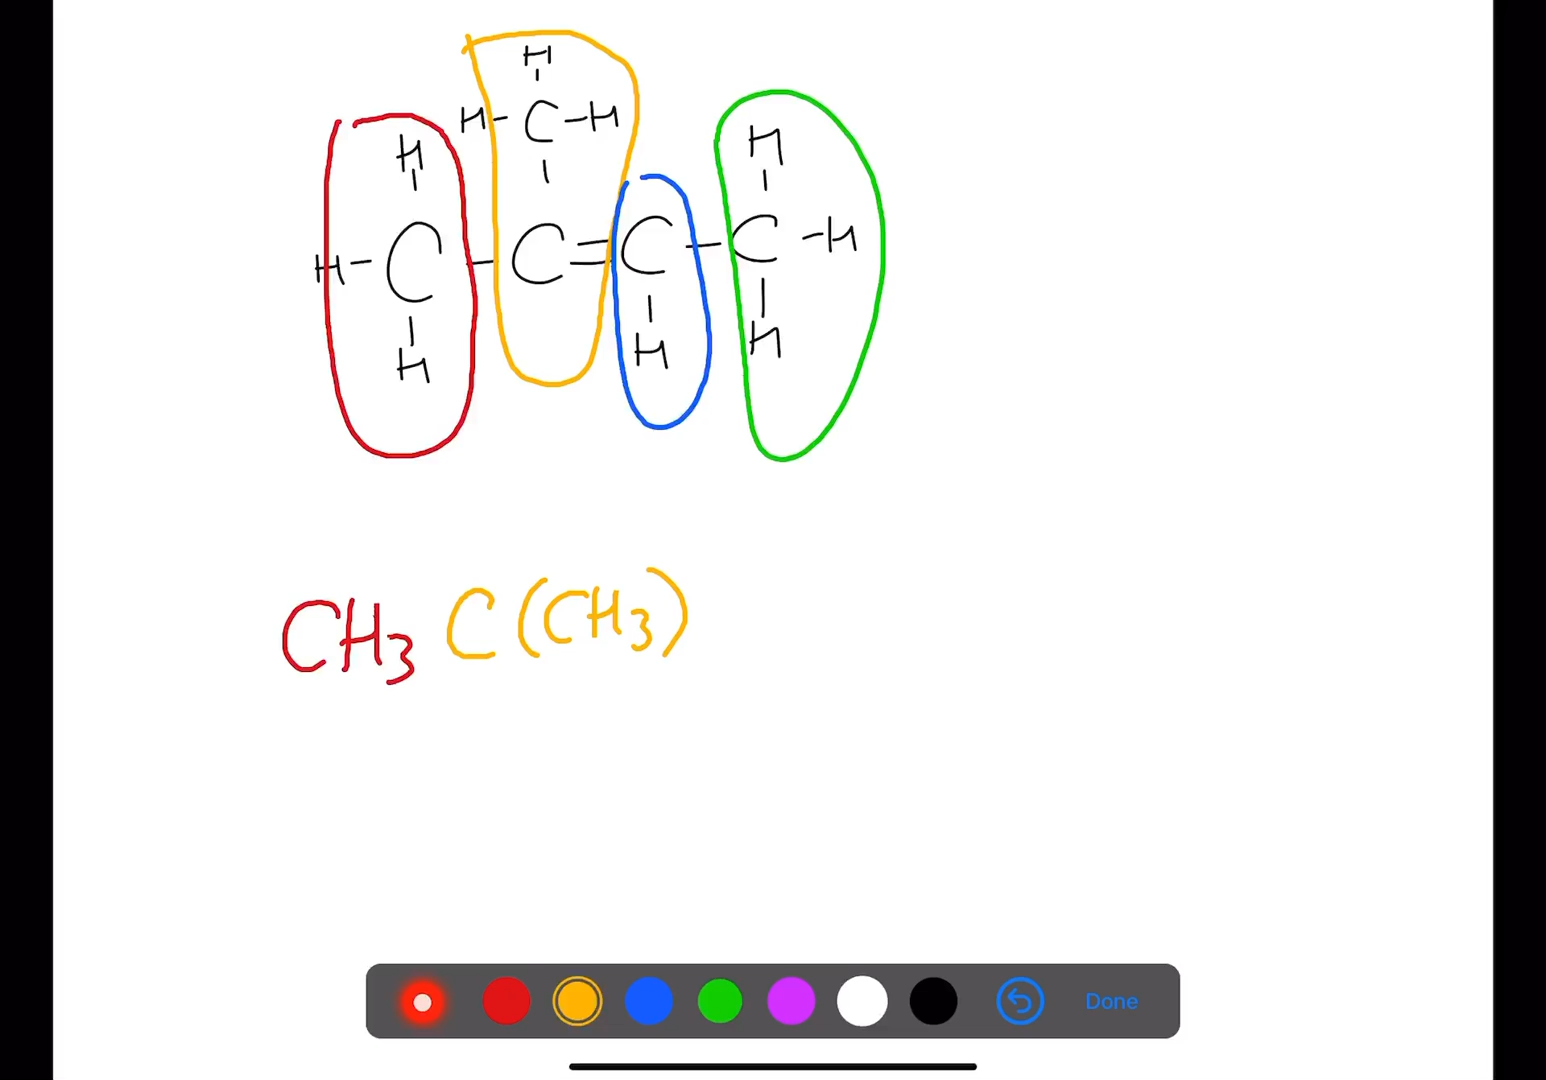 H
H-C-H
H
H-C-C=C-C-H
H H H
CH₃ C(CH₃)
Done